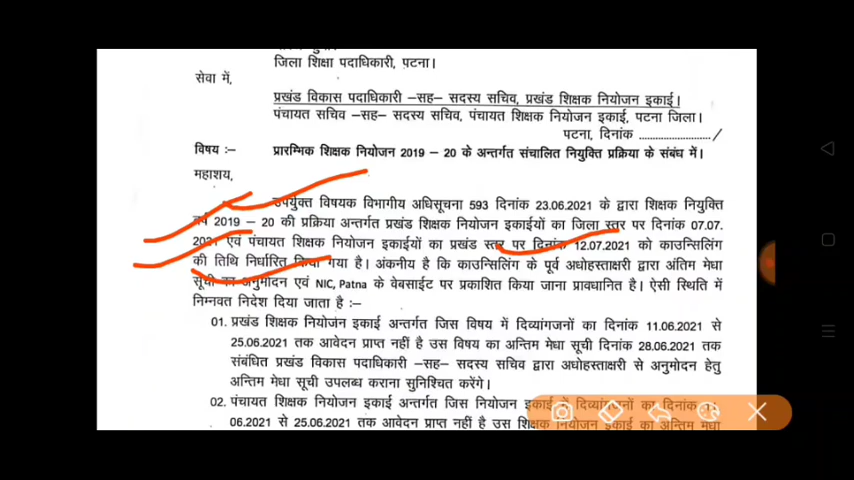 जिला शिक्षा पदाधिकारी, पटना।
सेवा में,
प्रखंड विकास पदाधिकारी –सह– सदस्य सचिव, प्रखंड शिक्षक नियोजन इकाई।
पंचायत सचिव –सह– सदस्य सचिव, पंचायत शिक्षक नियोजन इकाई, पटना जिला।
पटना, दिनांक ........................../
विषय :– प्रारम्भिक शिक्षक नियोजन 2019 – 20 के अन्तर्गत संचालित नियुक्ति प्रक्रिया के संबंध में।
महाशय,
उपर्युक्त विषयक विभागीय अधिसूचना 593 दिनांक 23.06.2021 के द्वारा शिक्षक नियुक्ति
वर्ष 2019 – 20 की प्रक्रिया अन्तर्गत प्रखंड शिक्षक नियोजन इकाईयों का जिला स्तर पर दिनांक 07.07.
2021 एवं पंचायत शिक्षक नियोजन इकाईयों का प्रखंड स्तर पर दिनांक 12.07.2021 को काउन्सिलिंग
की तिथि निर्धारित किया गया है। अंकनीय है कि काउन्सिलिंग के पूर्व अधोहस्ताक्षरी द्वारा अंतिम मेधा
सूची का अनुमोदन एवं NIC, Patna के वेबसाईट पर प्रकाशित किया जाना प्रावधानित है। ऐसी स्थिति में
निम्नवत निदेश दिया जाता है :–
01. प्रखंड शिक्षक नियोजन इकाई अन्तर्गत जिस विषय में दिव्यांगजनों का दिनांक 11.06.2021 से
25.06.2021 तक आवेदन प्राप्त नहीं है उस विषय का अन्तिम मेधा सूची दिनांक 28.06.2021 तक
संबंधित प्रखंड विकास पदाधिकारी –सह– सदस्य सचिव द्वारा अधोहस्ताक्षरी से अनुमोदन हेतु
अन्तिम मेधा सूची उपलब्ध कराना सुनिश्चित करेंगे।
02. पंचायत शिक्षक नियोजन इकाई अन्तर्गत जिस नियोजन इकाई में दिव्यांगजनों का दिनांक
06.2021 से 25.06.2021 तक आवेदन प्राप्त नहीं है उस शिक्षक नियोजन इकाई का अन्तिम मेधा